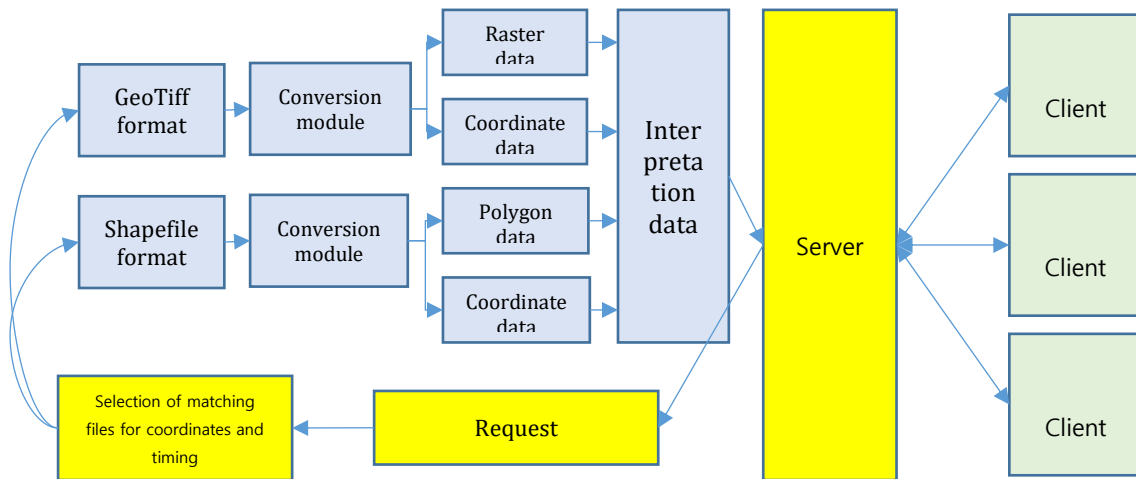 GeoTiff
format
Conversion
module
Raster
data
Coordinate
data
Shapefile
format
Conversion
module
Polygon
data
Coordinate
data
Inter
preta
tion
data
Server
Client
Client
Client
Selection of matching
files for coordinates and
timing
Request